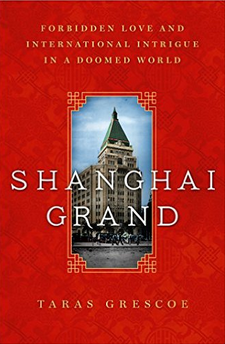 FORBIDDEN LOVE AND
INTERNATIONAL INTRIGUE
IN A DOOMED WORLD
SHANGHAI
GRAND
TARAS GRESCOE